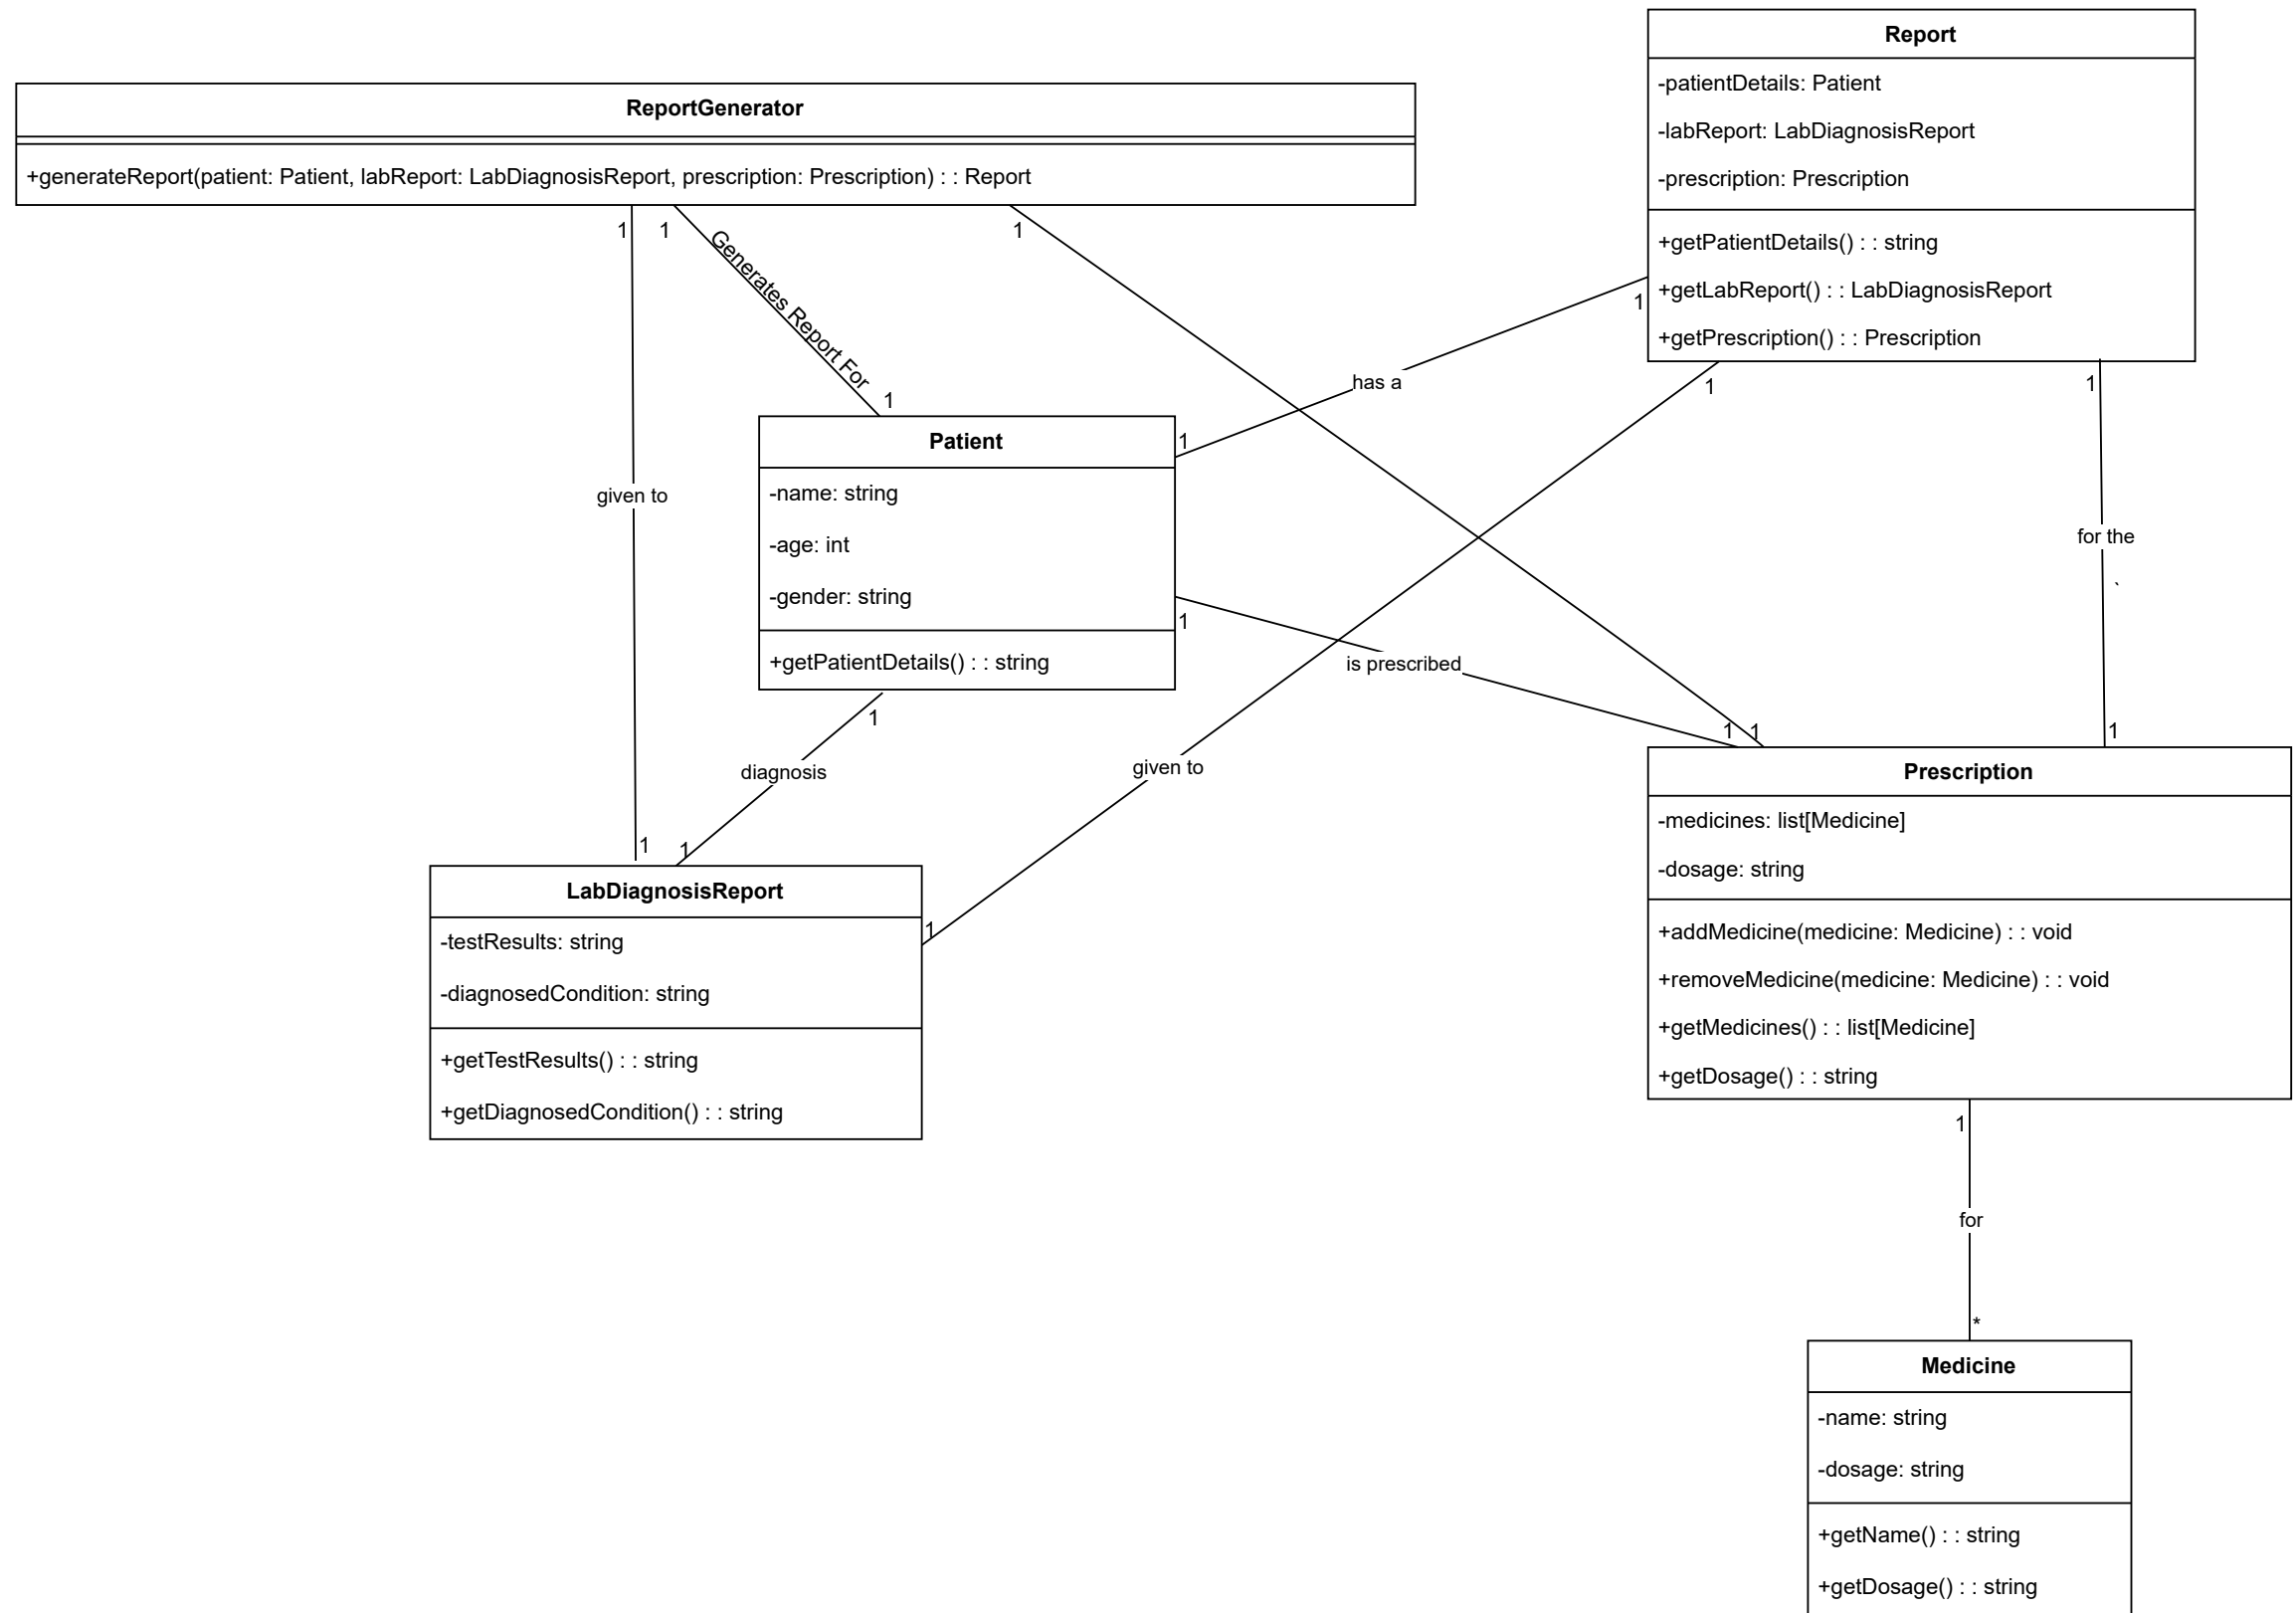 Report
-patientDetails: Patient
-labReport: LabDiagnosisReport
-prescription: Prescription
+getPatientDetails() : : string
+getLabReport() : : LabDiagnosisReport
+getPrescription() : : Prescription
ReportGenerator
+generateReport(patient: Patient, labReport: LabDiagnosisReport, prescription: Prescription) : : Report
1
1
1
Generates Report For
1
1
has a
1
1
1
given to
for the
`
Patient
-name: string
-age: int
-gender: string
+getPatientDetails() : : string
1
1
is prescribed
1
1
1
diagnosis
given to
1
1
1
LabDiagnosisReport
-testResults: string
-diagnosedCondition: string
+getTestResults() : : string
+getDiagnosedCondition() : : string
Prescription
-medicines: list[Medicine]
-dosage: string
+addMedicine(medicine: Medicine) : : void
+removeMedicine(medicine: Medicine) : : void
+getMedicines() : : list[Medicine]
+getDosage() : : string
1
for
*
Medicine
-name: string
-dosage: string
+getName() : : string
+getDosage() : : string